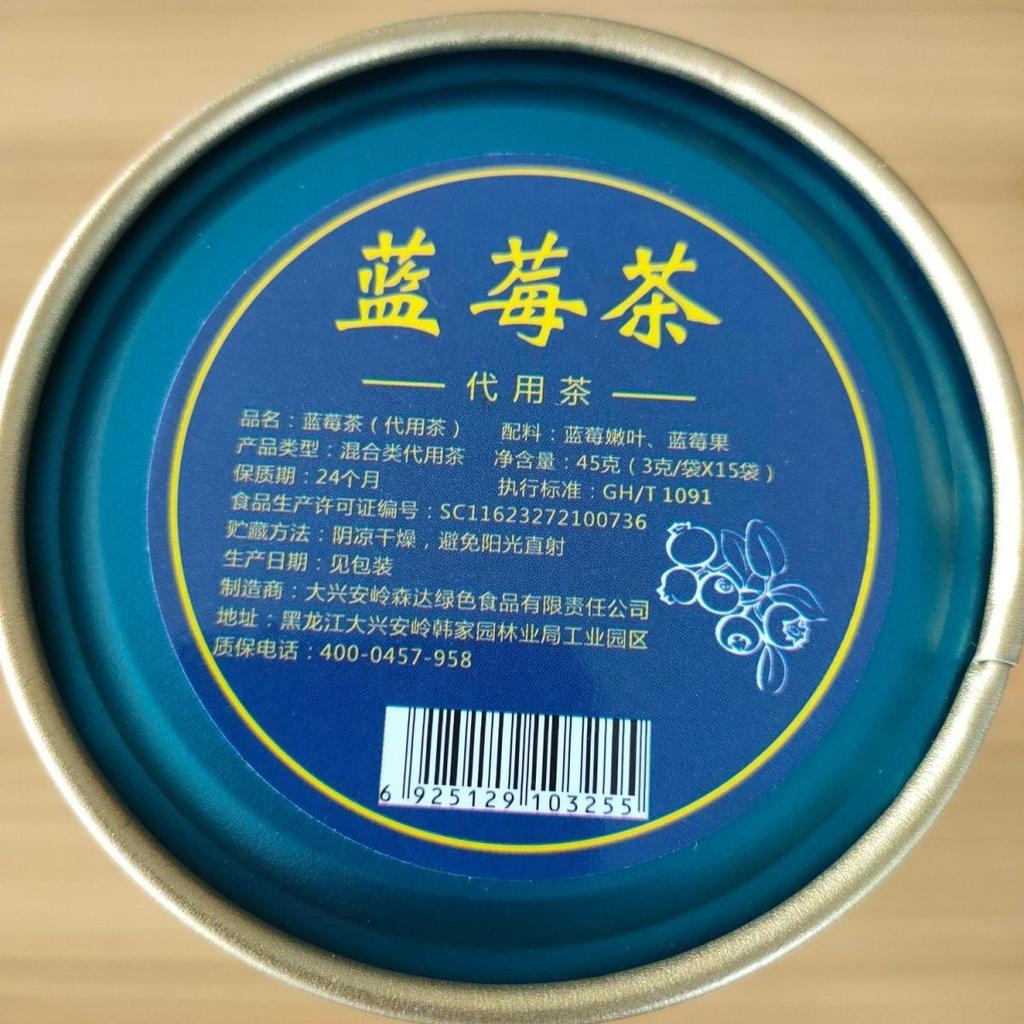 蓝莓茶
代用茶
品名：蓝莓茶（代用茶） 配料：蓝莓嫩叶、蓝莓果
产品类型：混合类代用茶 净含量：45克（3克/袋X15袋）
保质期：24个月 执行标准：GH/T 1091
食品生产许可证编号：SC11623272100736
贮藏方法：阴凉干燥，避免阳光直射
生产日期：见包装
制造商：大兴安岭森达绿色食品有限责任公司
地址：黑龙江大兴安岭韩家园林业局工业园区
质保电话：400-0457-958
6 925129 103255